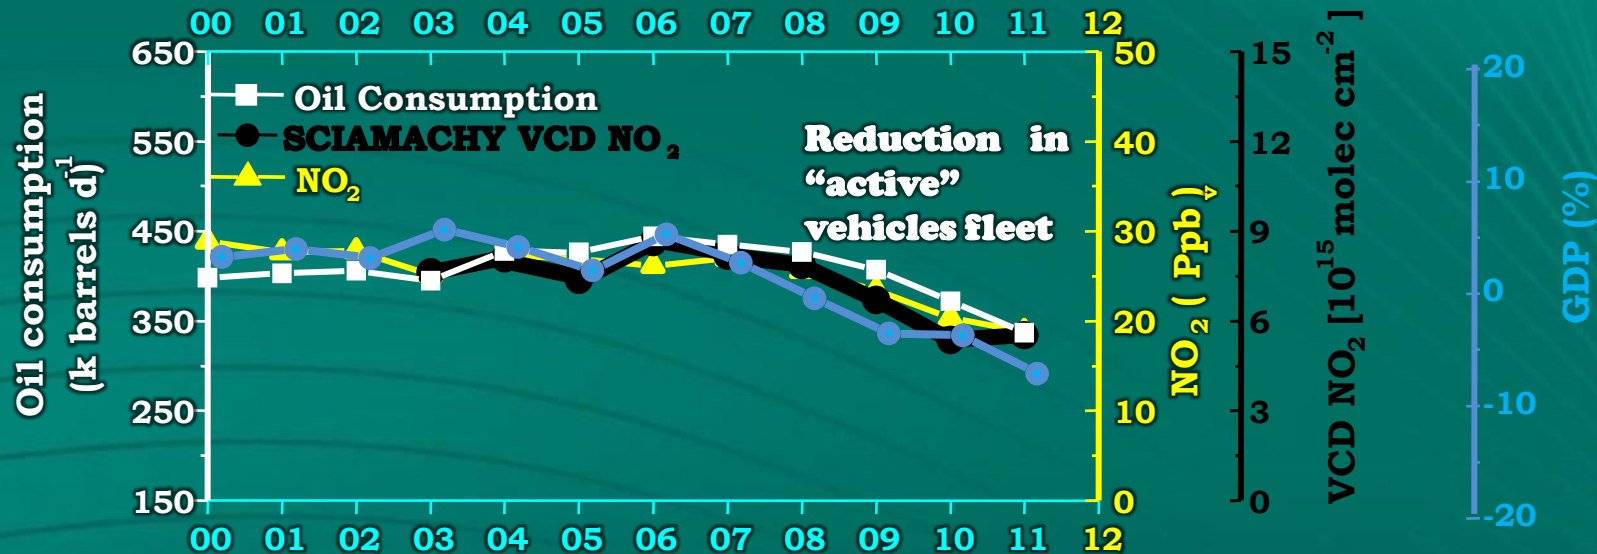 00 01 02 03 04 05 06 07 08 09 10 11 12
650 550 450 350 250 150
Oil consumption
(k barrels d-1)
Oil Consumption
SCIAMACHY VCD NO2
NO2
Reduction in
“active”
vehicles fleet
50 40 30 20 10 0
NO2 ( Ppbv)
15 12 9 6 3 0
VCD NO2 [10^15 molec cm^-2 ]
20 10 0 -10 -20
GDP (%)
00 01 02 03 04 05 06 07 08 09 10 11 12